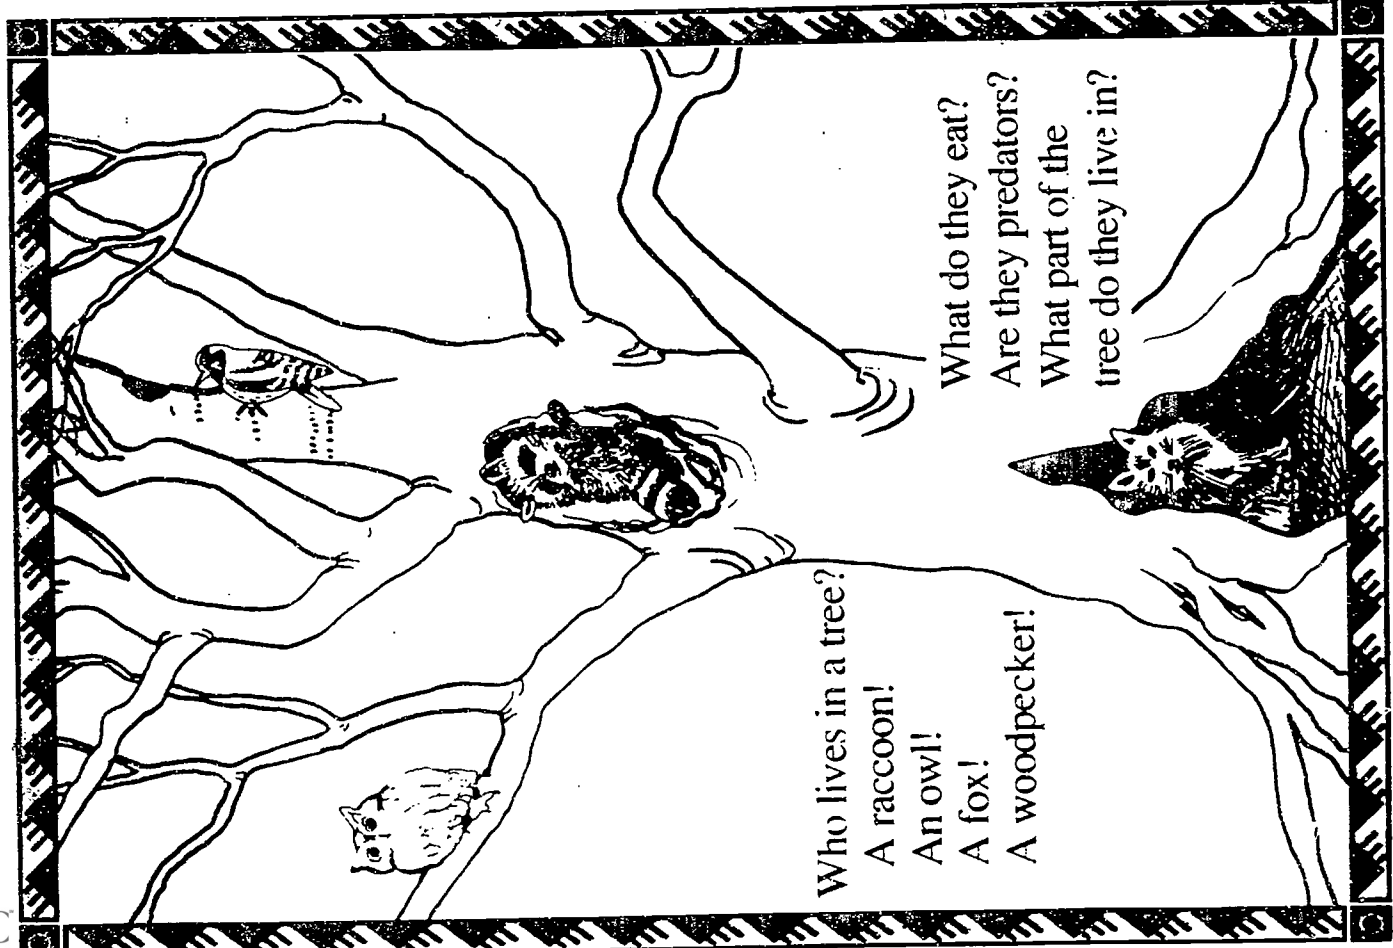 Who lives in a tree?
A raccoon!
An owl!
A fox!
A woodpecker!
What do they eat?
Are they predators?
What part of the
tree do they live in?